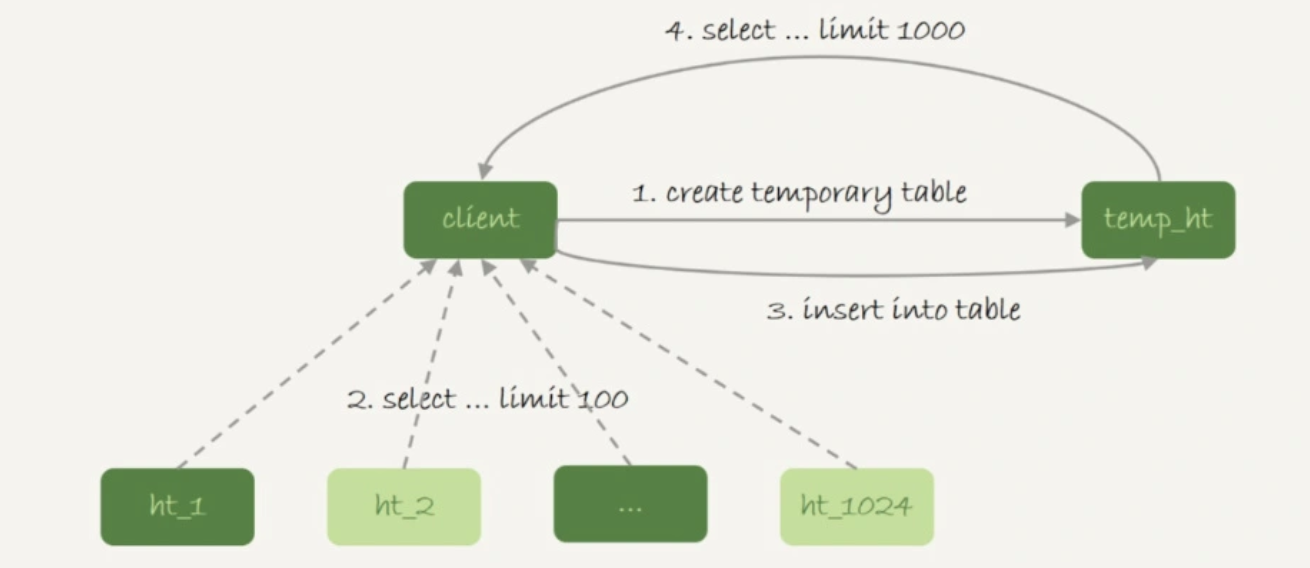 4. select ... limit 1000
client
1. create temporary table
temp_ht
3. insert into table
2. select ... limit 100
ht_1
ht_2
...
ht_1024